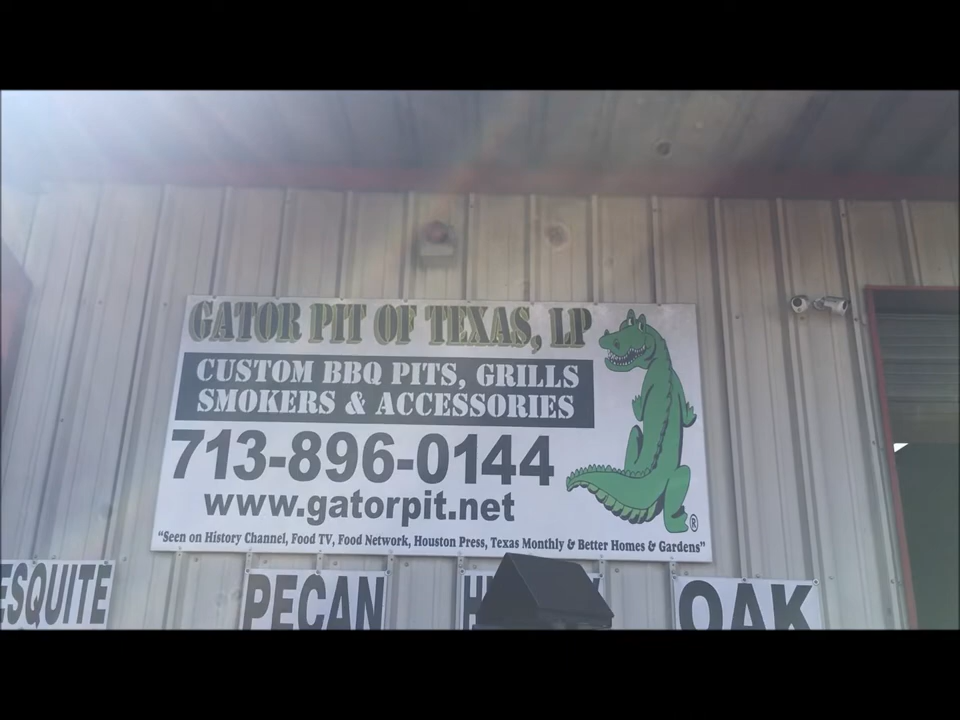 GATOR PIT OF TEXAS, LP
CUSTOM BBQ PITS, GRILLS
SMOKERS & ACCESSORIES
713-896-0144
www.gatorpit.net
®
"Seen on History Channel, Food TV, Food Network, Houston Press, Texas Monthly & Better Homes & Gardens"
ESQUITE
PECAN
OAK